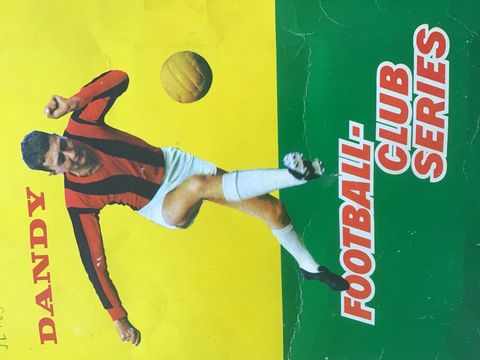 DANDY
FOOTBALL-
CLUB
SERIES